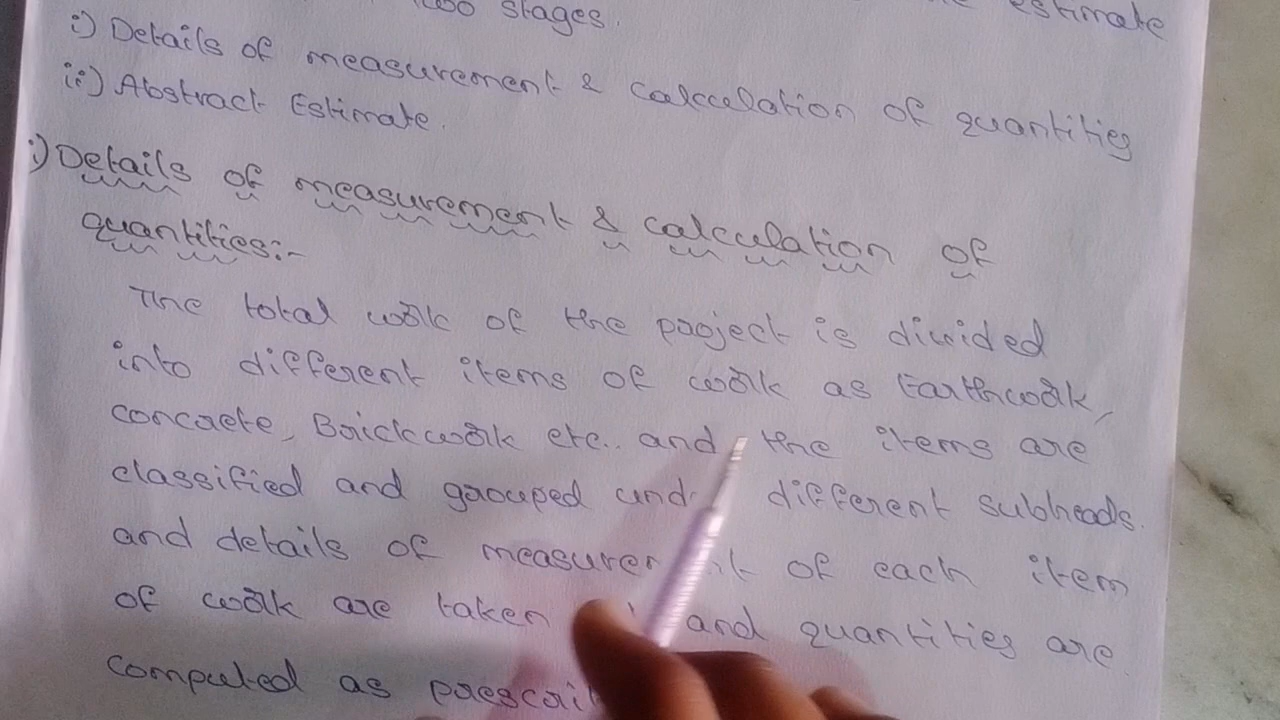 stages. estimate
i) Details of measurement & calculation of quantities
ii) Abstract Estimate.
i) Details of measurement & calculation of
quantities:-
The total work of the project is divided
into different items of work as Earthwork,
concrete, Brickwork etc.. and the items are
classified and grouped different subheads.
and details of of each item
of work are taken and quantities are
computed as